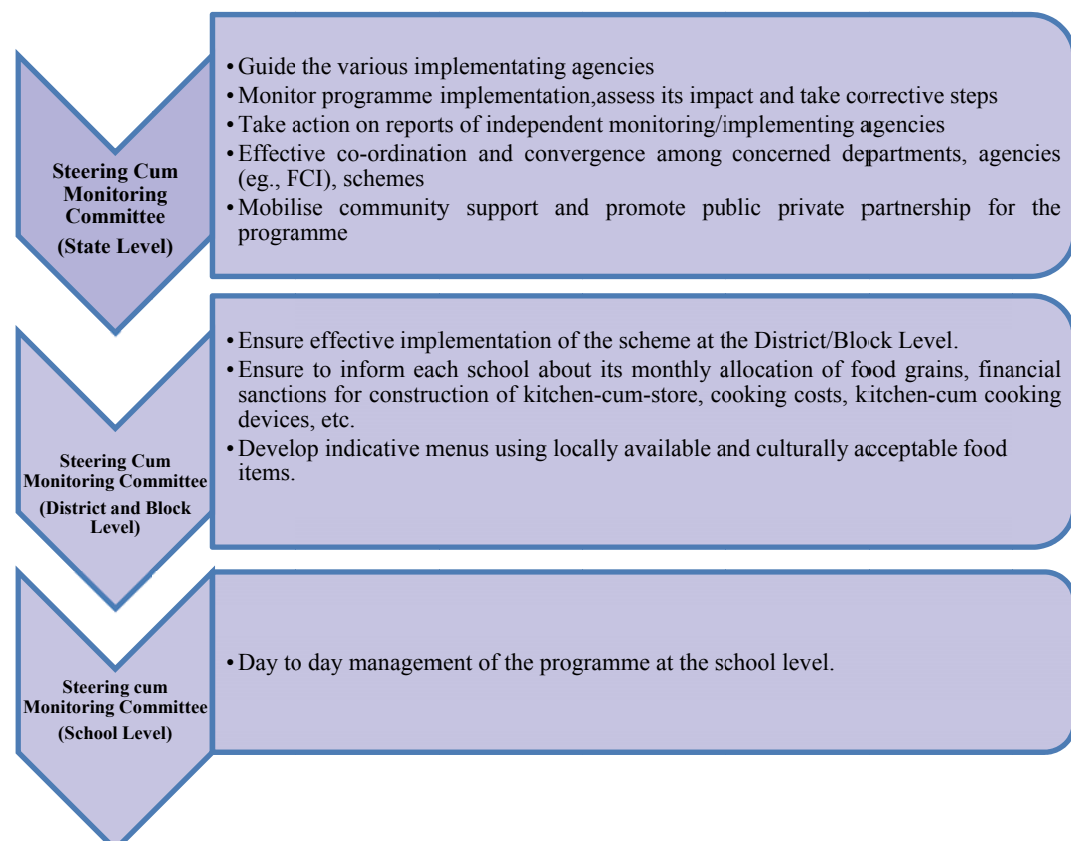 Steering Cum
Monitoring
Committee
(State Level)
• Guide the various implementating agencies
• Monitor programme implementation,assess its impact and take corrective steps
• Take action on reports of independent monitoring/implementing agencies
• Effective co-ordination and convergence among concerned departments, agencies
(eg., FCI), schemes
• Mobilise community support and promote public private partnership for the
programme
Steering Cum
Monitoring Committee
(District and Block
Level)
• Ensure effective implementation of the scheme at the District/Block Level.
• Ensure to inform each school about its monthly allocation of food grains, financial
sanctions for construction of kitchen-cum-store, cooking costs, kitchen-cum cooking
devices, etc.
• Develop indicative menus using locally available and culturally acceptable food
items.
Steering cum
Monitoring Committee
(School Level)
• Day to day management of the programme at the school level.